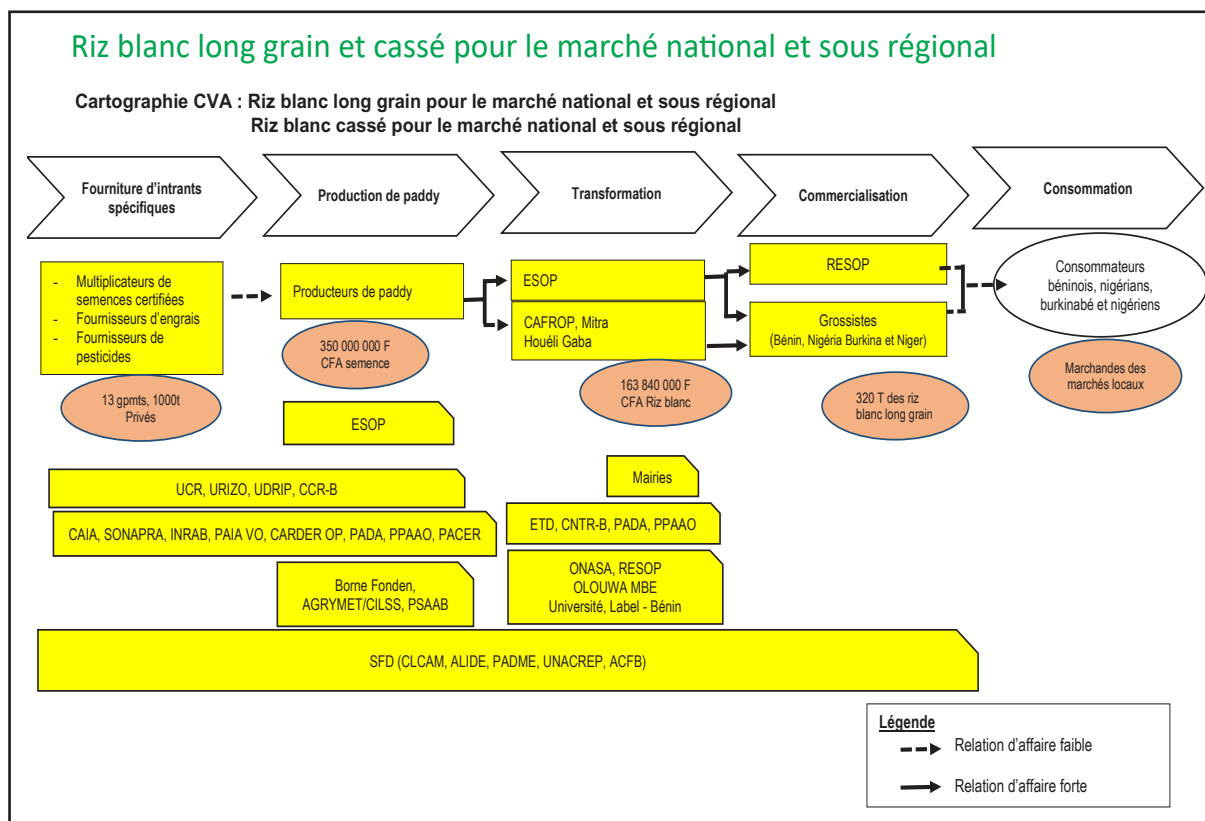 Riz blanc long grain et cassé pour le marché national et sous régional
Cartographie CVA : Riz blanc long grain pour le marché national et sous régional
Riz blanc cassé pour le marché national et sous régional
Fourniture d'intrants
spécifiques
Production de paddy
Transformation
Commercialisation
Consommation
- Multiplicateurs de
semences certifiées
- Fournisseurs d'engrais
- Fournisseurs de
pesticides
Producteurs de paddy
ESOP
CAFROP, Mitra
Houéli Gaba
RESOP
Grossistes
(Bénin, Nigéria Burkina et Niger)
Consommateurs
béninois, nigérians,
burkinabé et nigériens
13 gpmts, 1000t
Privés
350 000 000 F
CFA semence
163 840 000 F
CFA Riz blanc
320 T des riz
blanc long grain
Marchandes des
marchés locaux
ESOP
UCR, URIZO, UDRIP, CCR-B
Mairies
CAIA, SONAPRA, INRAB, PAIA VO, CARDER OP, PADA, PPAAO, PACER
ETD, CNTR-B, PADA, PPAAO
Borne Fonden,
AGRYMET/CILSS, PSAAB
ONASA, RESOP
OLOUWA MBE
Université, Label - Bénin
SFD (CLCAM, ALIDE, PADME, UNACREP, ACFB)
Légende
Relation d'affaire faible
Relation d'affaire forte